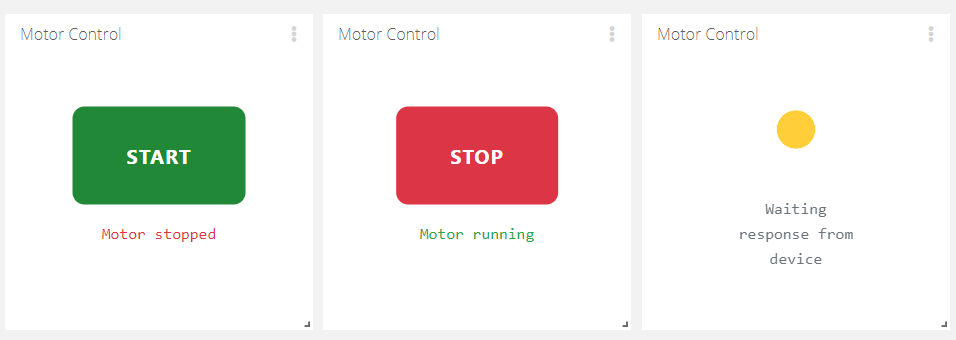 Motor Control
START
Motor stopped
Motor Control
STOP
Motor running
Motor Control
Waiting
response from
device